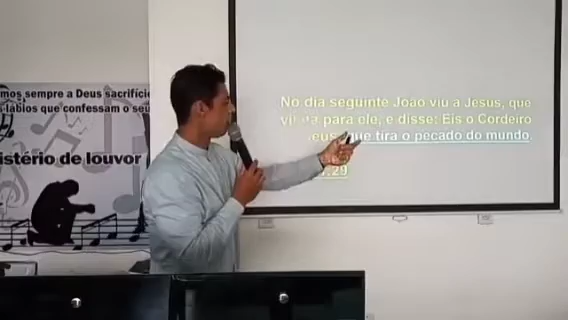 mos sempre a Deus sacrifíci
lábios que confessam o seu
istério de louvor
No dia seguinte João viu a Jesus, que
para ele, e disse: Eis o Cordeiro
que tira o pecado do mundo.
29